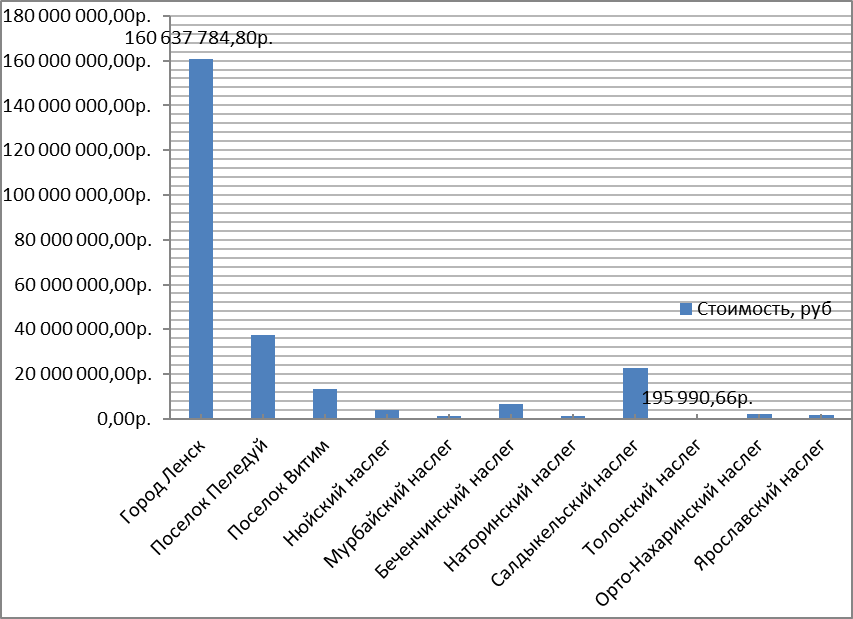 180 000 000,00р.
160 637 784,80р.
160 000 000,00р.
140 000 000,00р.
120 000 000,00р.
100 000 000,00р.
80 000 000,00р.
60 000 000,00р.
Стоимость, руб
40 000 000,00р.
20 000 000,00р.
195 990,66р.
0,00р.
Город Ленск
Поселок Пеледуй
Поселок Витим
Нюйский наслег
Мурбайский наслег
Беченчинский наслег
Наторинский наслег
Салдыкельский наслег
Толонский наслег
Орто-Нахаринский наслег
Ярославский наслег